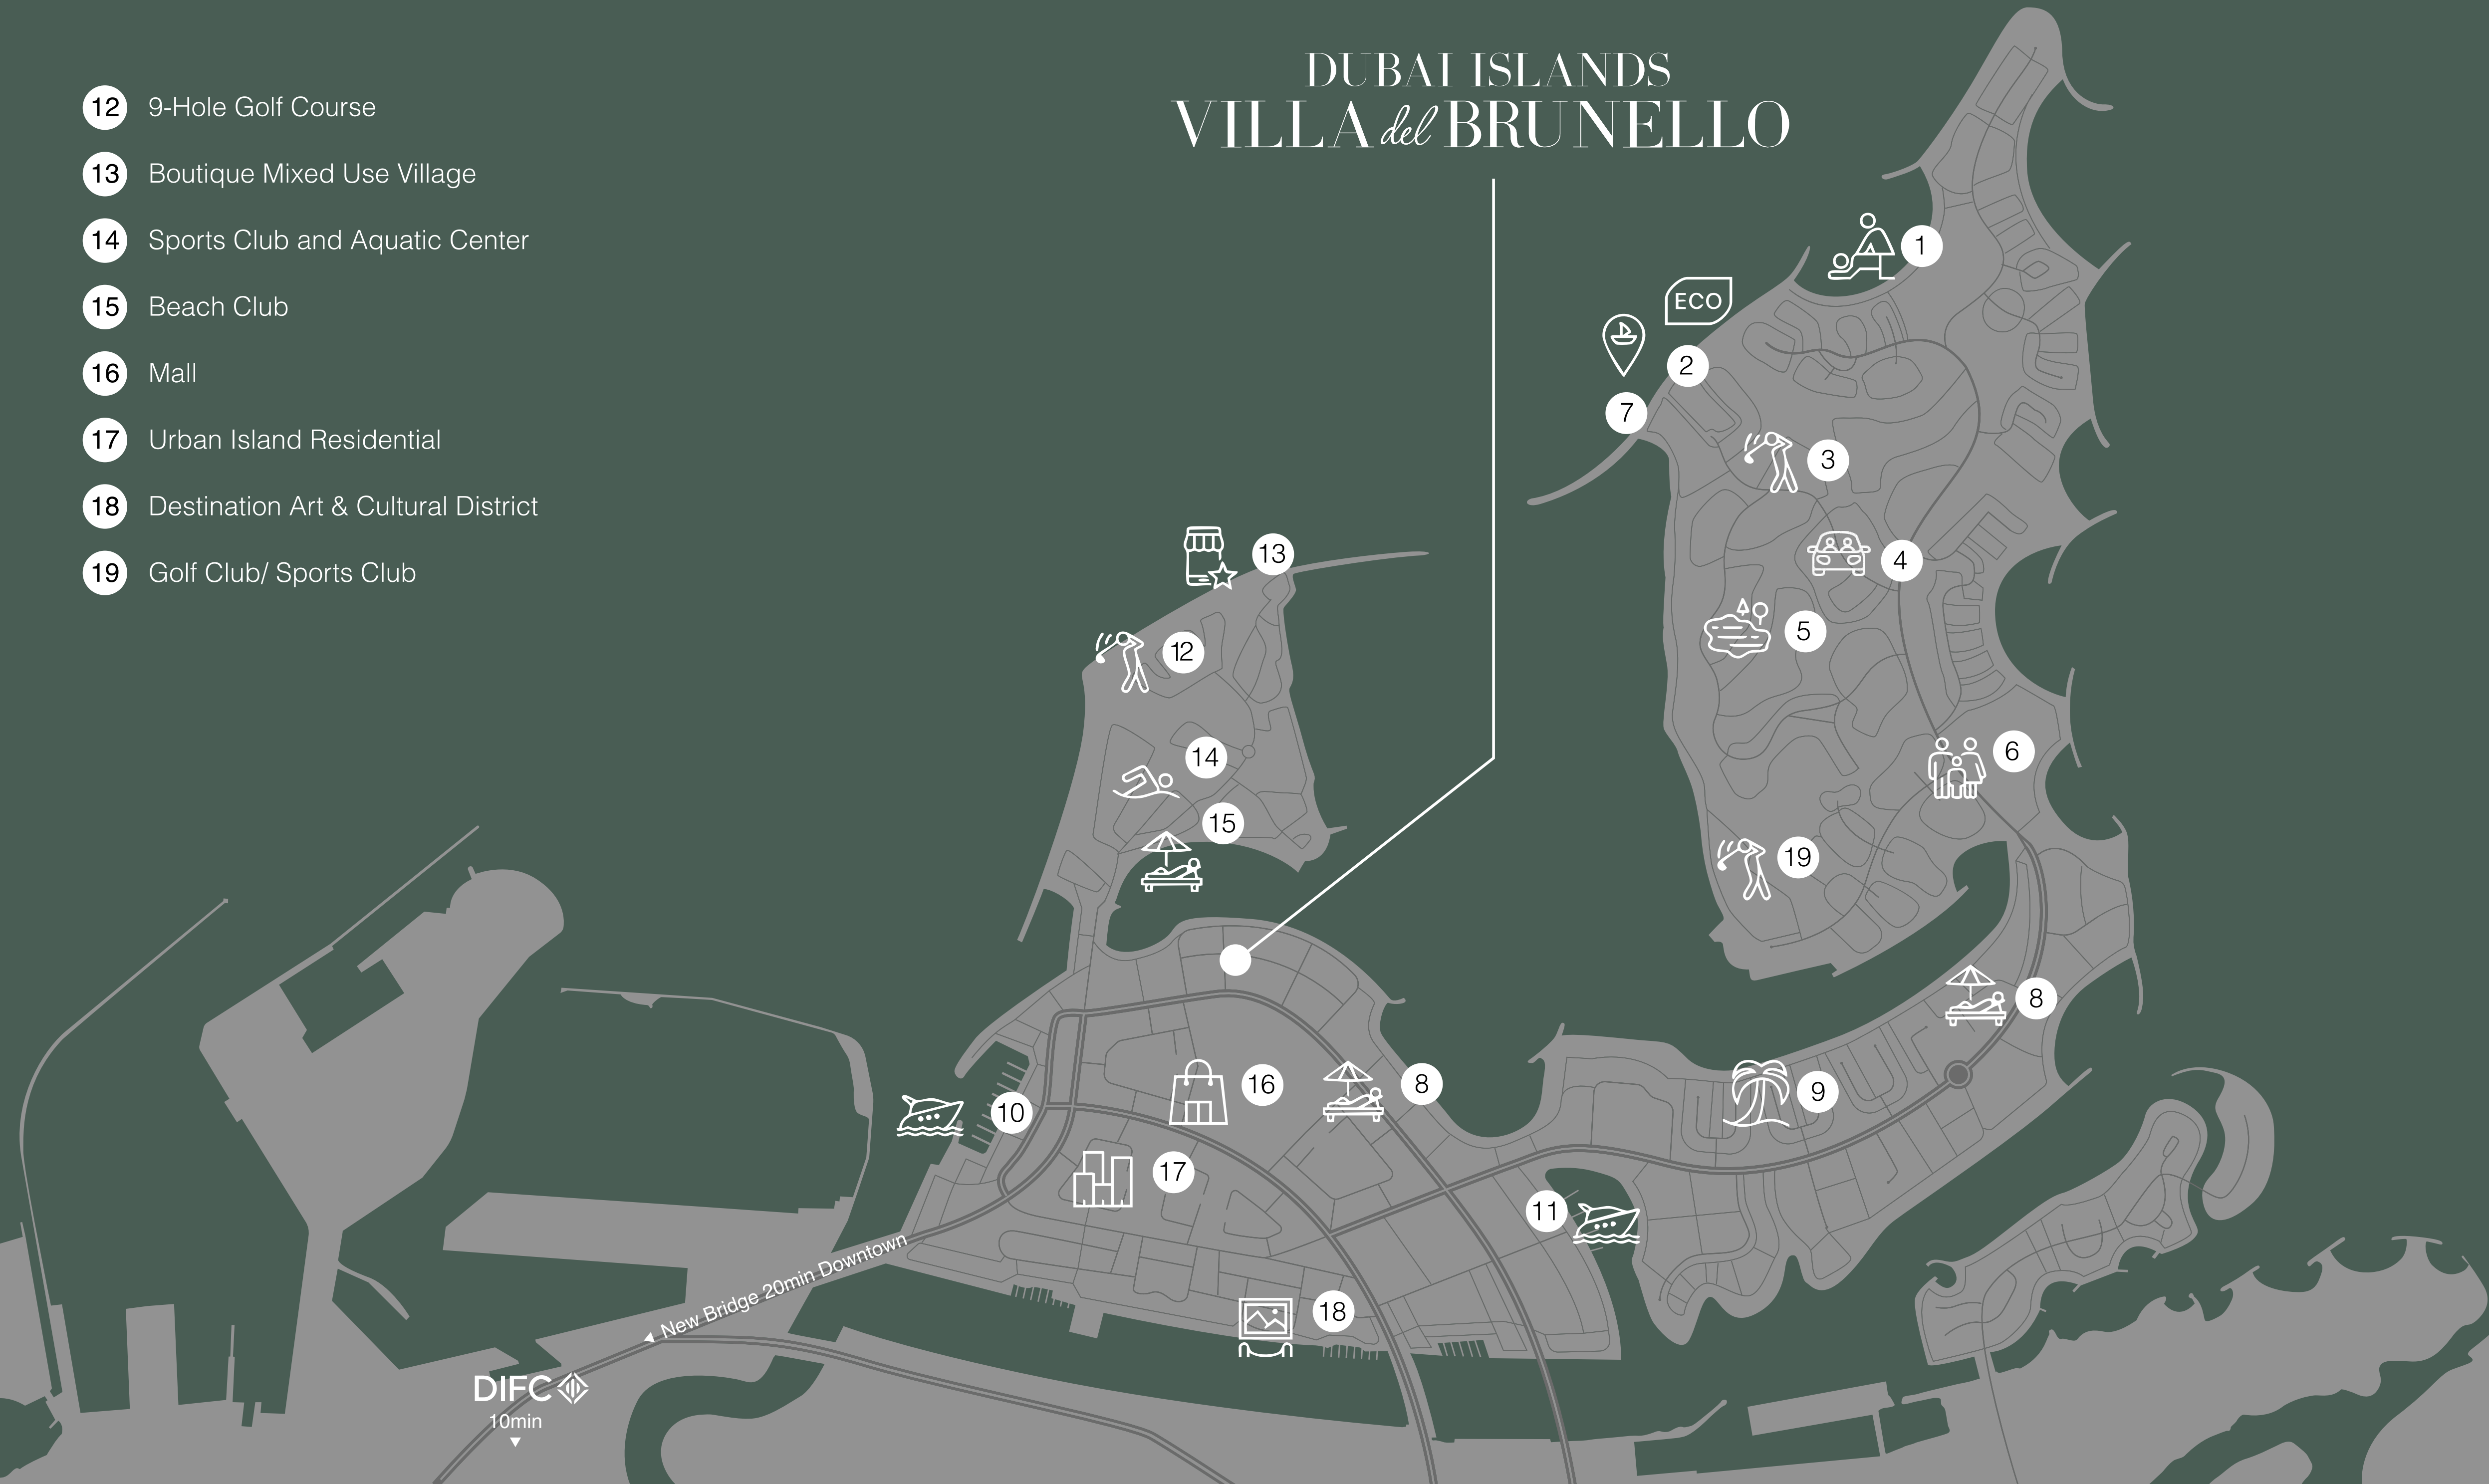 DUBAI ISLANDS
VILLA del BRUNELLO
12 9-Hole Golf Course
13 Boutique Mixed Use Village
14 Sports Club and Aquatic Center
15 Beach Club
16 Mall
17 Urban Island Residential
18 Destination Art & Cultural District
19 Golf Club/ Sports Club
1
ECO
2
7
3
13
4
5
12
6
14
15
19
8
16
8
9
10
17
11
New Bridge 20min Downtown
18
DIFC
10min